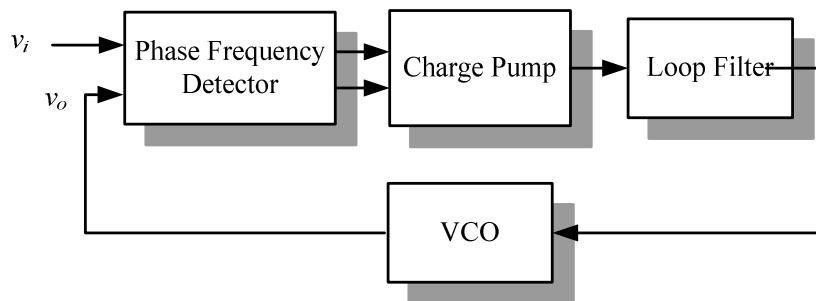 v_i
Phase Frequency
Detector
Charge Pump
Loop Filter
v_o
VCO